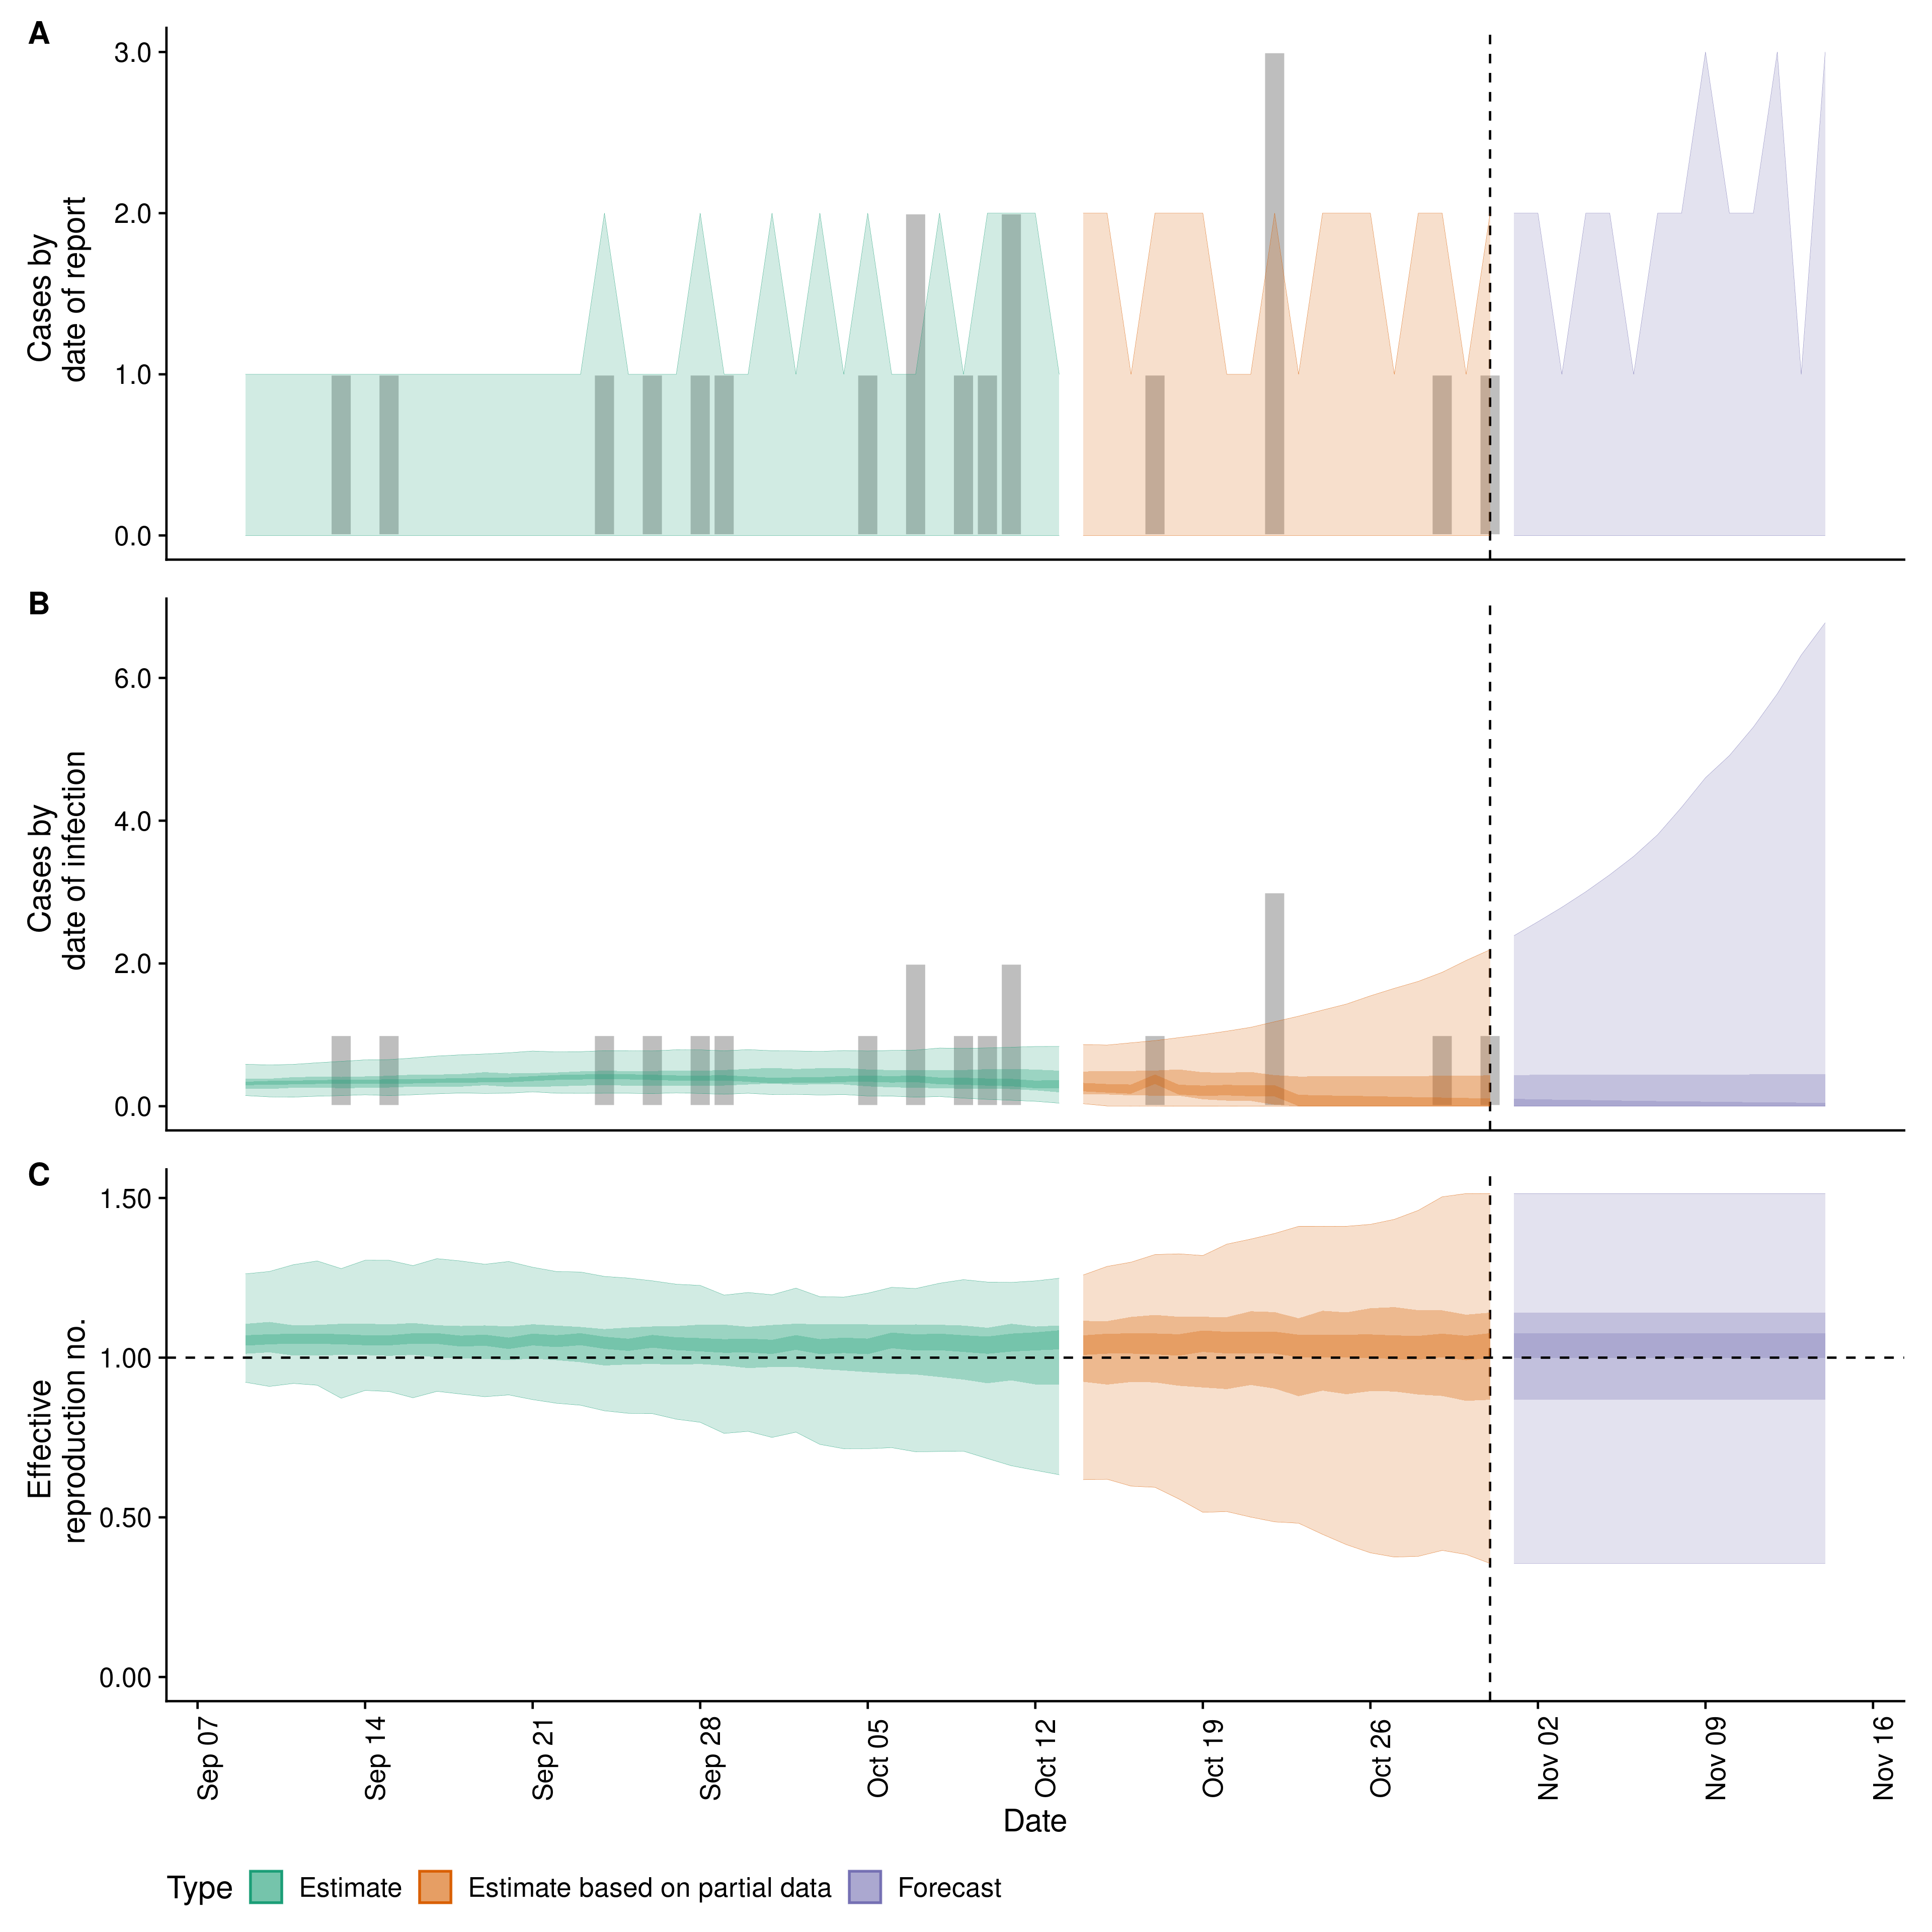 A
3.0
2.0
1.0
0.0
Cases by
date of report
B
6.0
4.0
2.0
0.0
Cases by
date of infection
C
1.50
1.00
0.50
0.00
Effective
reproduction no.
Sep 07
Sep 14
Sep 21
Sep 28
Oct 05
Oct 12
Oct 19
Oct 26
Nov 02
Nov 09
Nov 16
Date
Type Estimate Estimate based on partial data Forecast